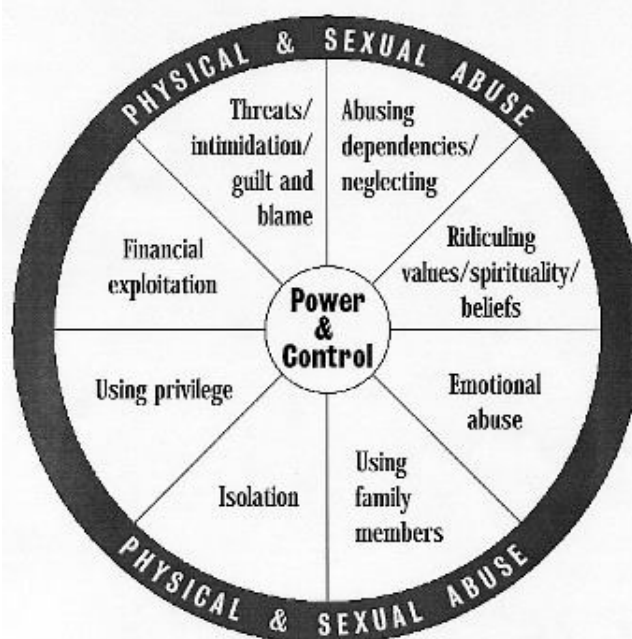 PHYSICAL & SEXUAL ABUSE
Threats/
intimidation/
guilt and
blame
Abusing
dependencies/
neglecting
Ridiculing
values/spirituality/
beliefs
Emotional
abuse
Using
family
members
Isolation
Using privilege
Financial
exploitation
Power
&
Control
PHYSICAL & SEXUAL ABUSE